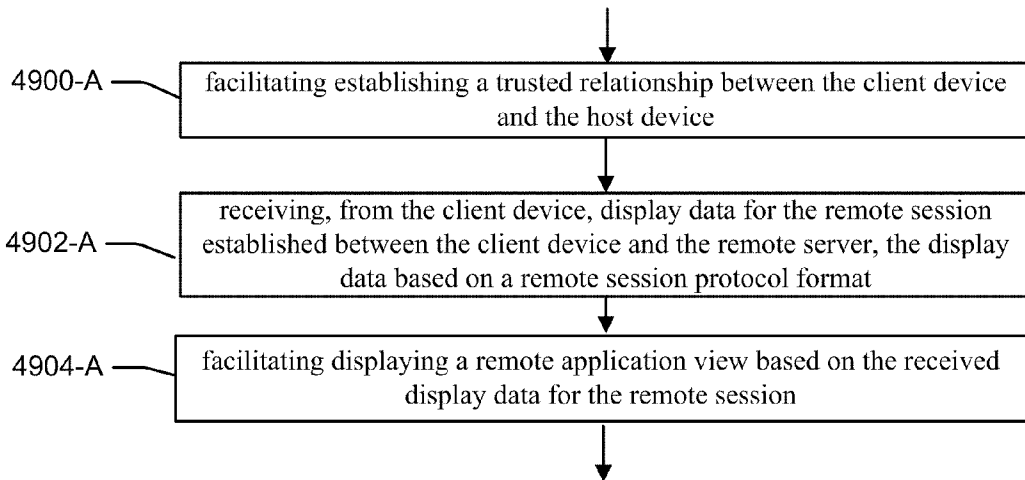 4900-A
facilitating establishing a trusted relationship between the client device
and the host device
4902-A
receiving, from the client device, display data for the remote session
established between the client device and the remote server, the display
data based on a remote session protocol format
4904-A
facilitating displaying a remote application view based on the received
display data for the remote session